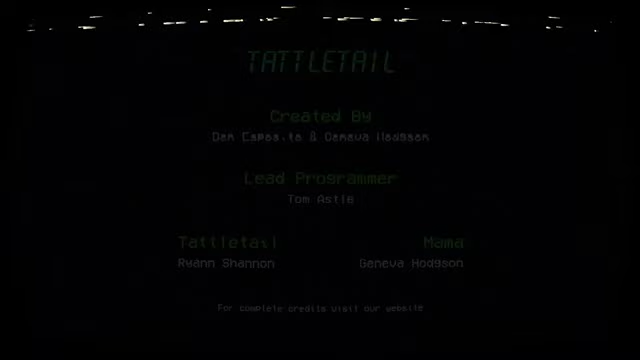 TATTLETAIL
Created By
Dan Esposito & Geneva Hodgson
Lead Programmer
Tom Astle
Tattletail Mama
Ryann Shannon Geneva Hodgson
For complete credits visit our website